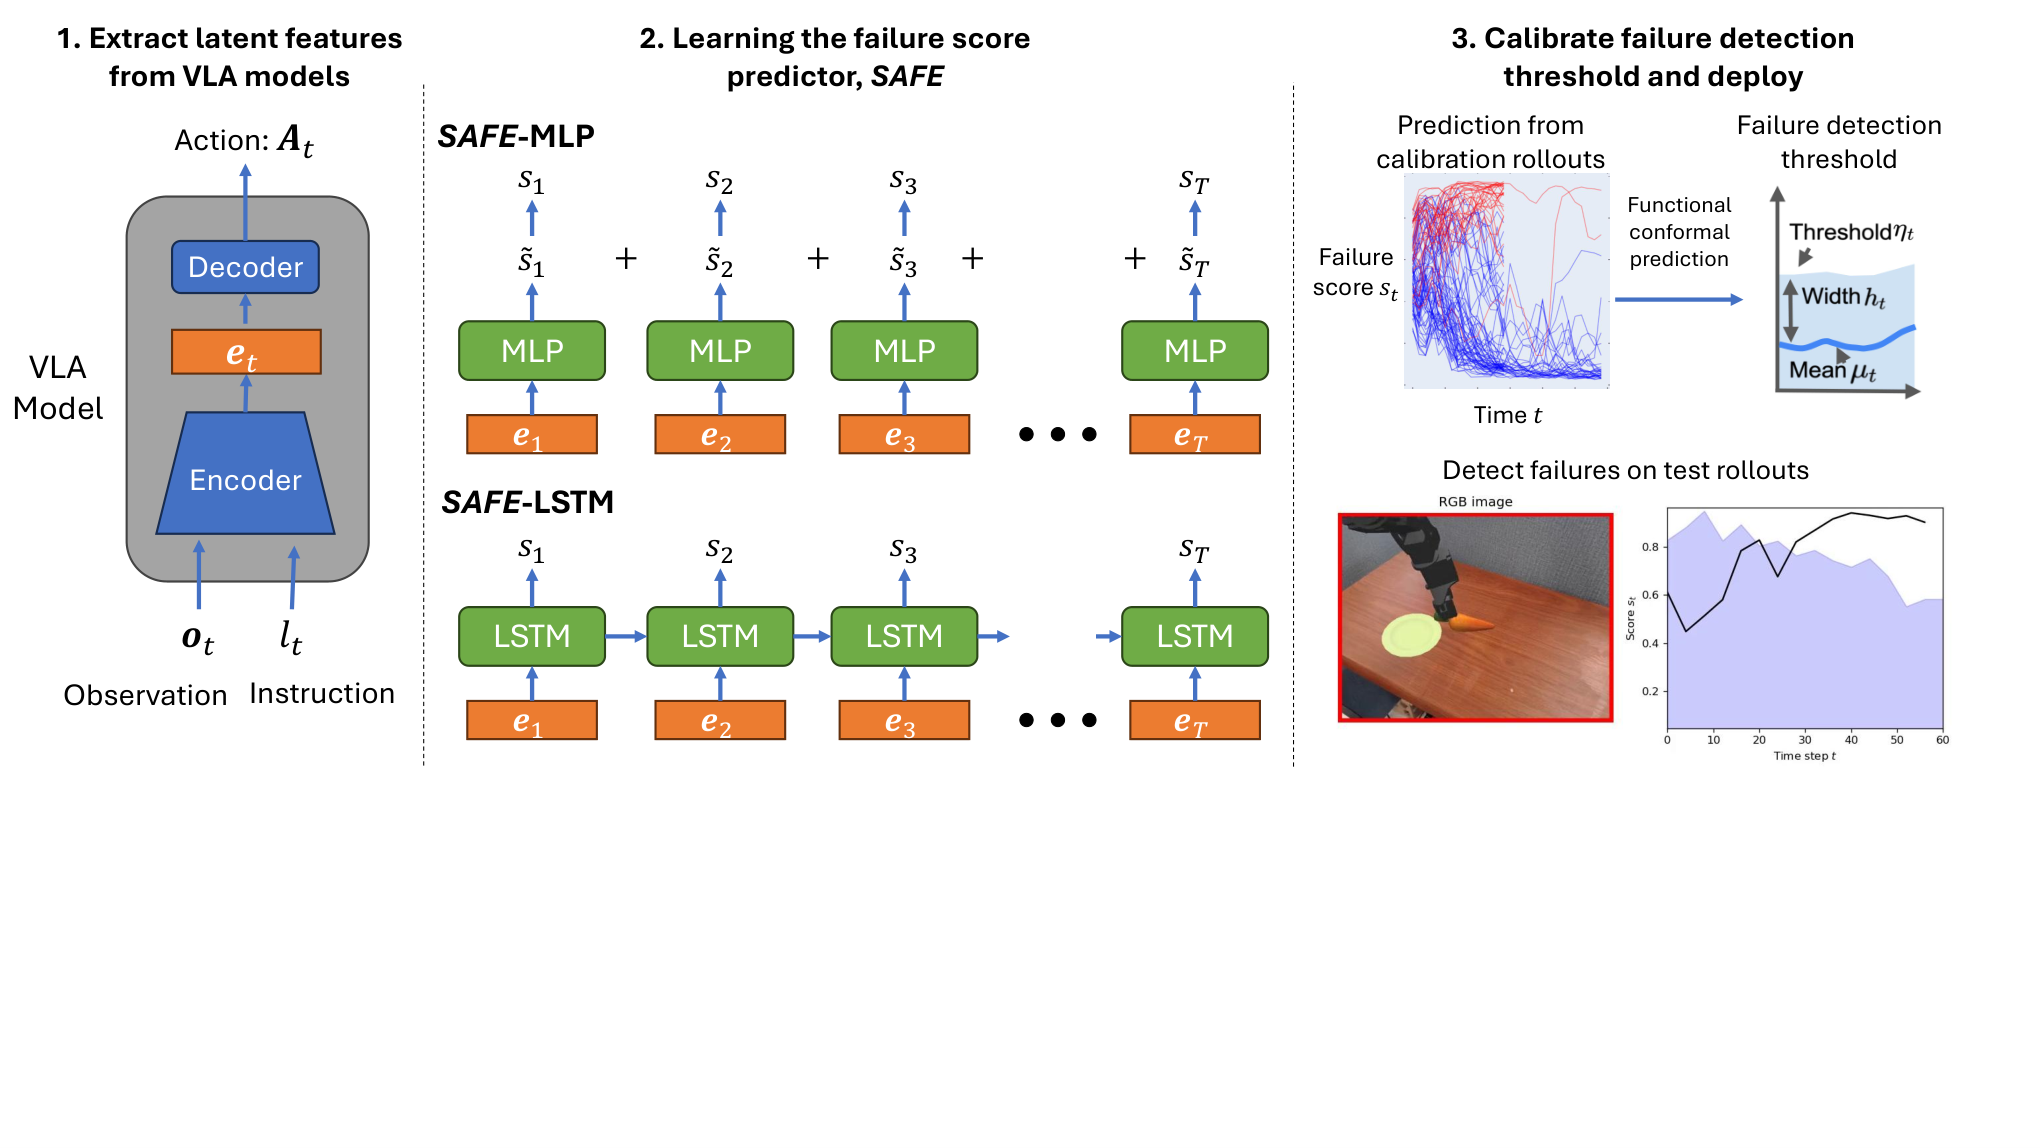 1. Extract latent features
from VLA models
Action: A_t
Decoder
e_t
VLA
Model
Encoder
o_t l_t
Observation Instruction
2. Learning the failure score
predictor, SAFE
SAFE-MLP
s_1 s_2 s_3 s_T
s̃_1 + s̃_2 + s̃_3 + + s̃_T
MLP MLP MLP MLP
e_1 e_2 e_3 ••• e_T
SAFE-LSTM
s_1 s_2 s_3 s_T
LSTM LSTM LSTM LSTM
e_1 e_2 e_3 ••• e_T
3. Calibrate failure detection
threshold and deploy
Prediction from
calibration rollouts
Failure
score s_t
Time t
Functional
conformal
prediction
Failure detection
threshold
Threshold η_t
Width h_t
Mean μ_t
Detect failures on test rollouts
RGB image
Score s_t
0.8
0.6
0.4
0.2
0 10 20 30 40 50 60
Time step t